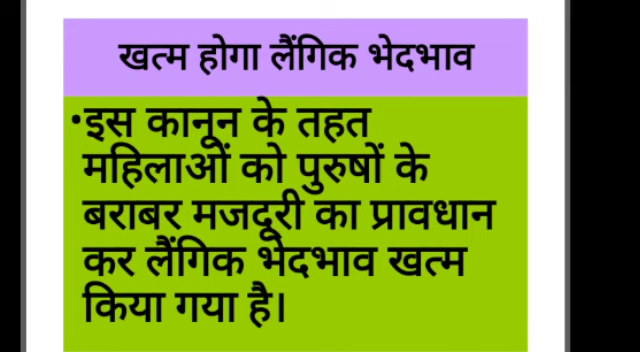 खत्म होगा लैंगिक भेदभाव
•इस कानून के तहत
महिलाओं को पुरुषों के
बराबर मजदूरी का प्रावधान
कर लैंगिक भेदभाव खत्म
किया गया है।